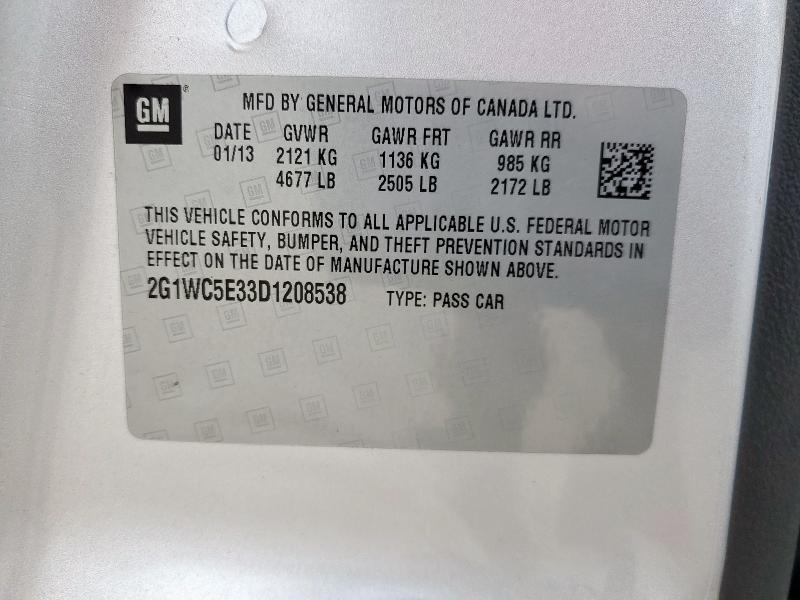 GM
MFD BY GENERAL MOTORS OF CANADA LTD.
DATE GVWR GAWR FRT GAWR RR
01/13 2121 KG 1136 KG 985 KG
4677 LB 2505 LB 2172 LB
THIS VEHICLE CONFORMS TO ALL APPLICABLE U.S. FEDERAL MOTOR
VEHICLE SAFETY, BUMPER, AND THEFT PREVENTION STANDARDS IN
EFFECT ON THE DATE OF MANUFACTURE SHOWN ABOVE.
2G1WC5E33D1208538 TYPE: PASS CAR